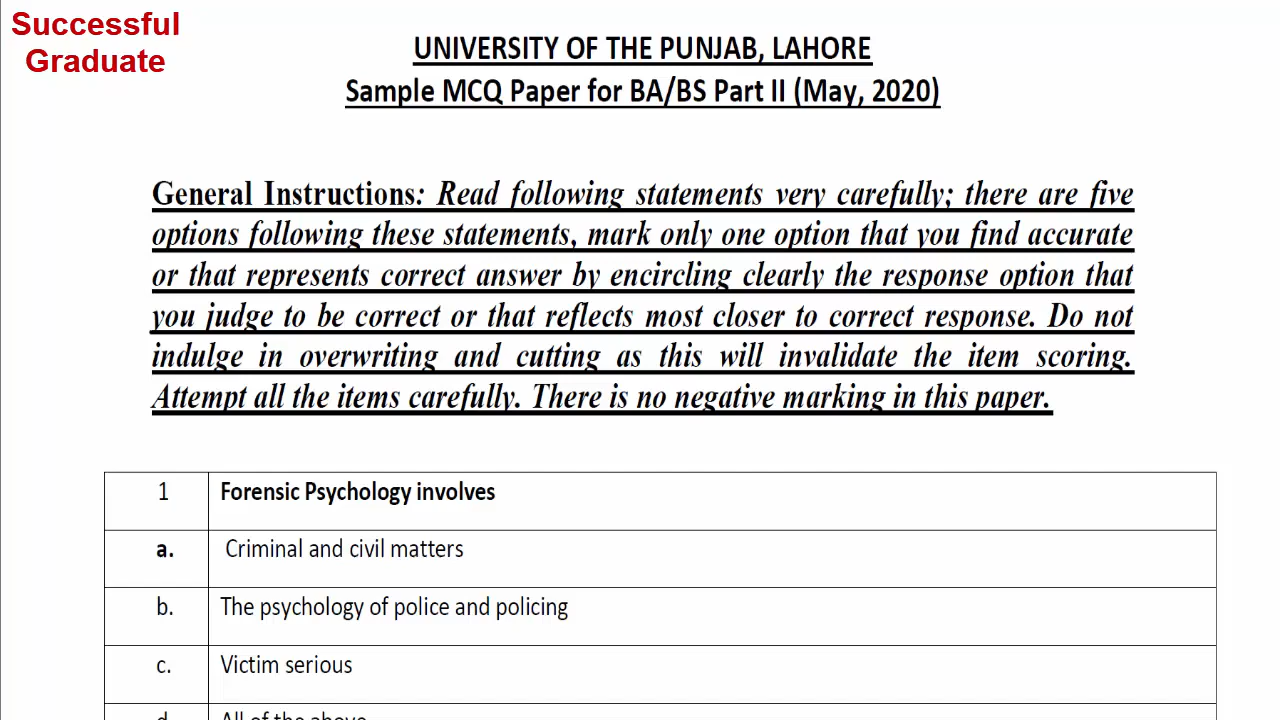 Successful
Graduate
UNIVERSITY OF THE PUNJAB, LAHORE
Sample MCQ Paper for BA/BS Part II (May, 2020)
General Instructions: Read following statements very carefully; there are five
options following these statements, mark only one option that you find accurate
or that represents correct answer by encircling clearly the response option that
you judge to be correct or that reflects most closer to correct response. Do not
indulge in overwriting and cutting as this will invalidate the item scoring.
Attempt all the items carefully. There is no negative marking in this paper.
1 Forensic Psychology involves
a. Criminal and civil matters
b. The psychology of police and policing
c. Victim serious
d. All of the above